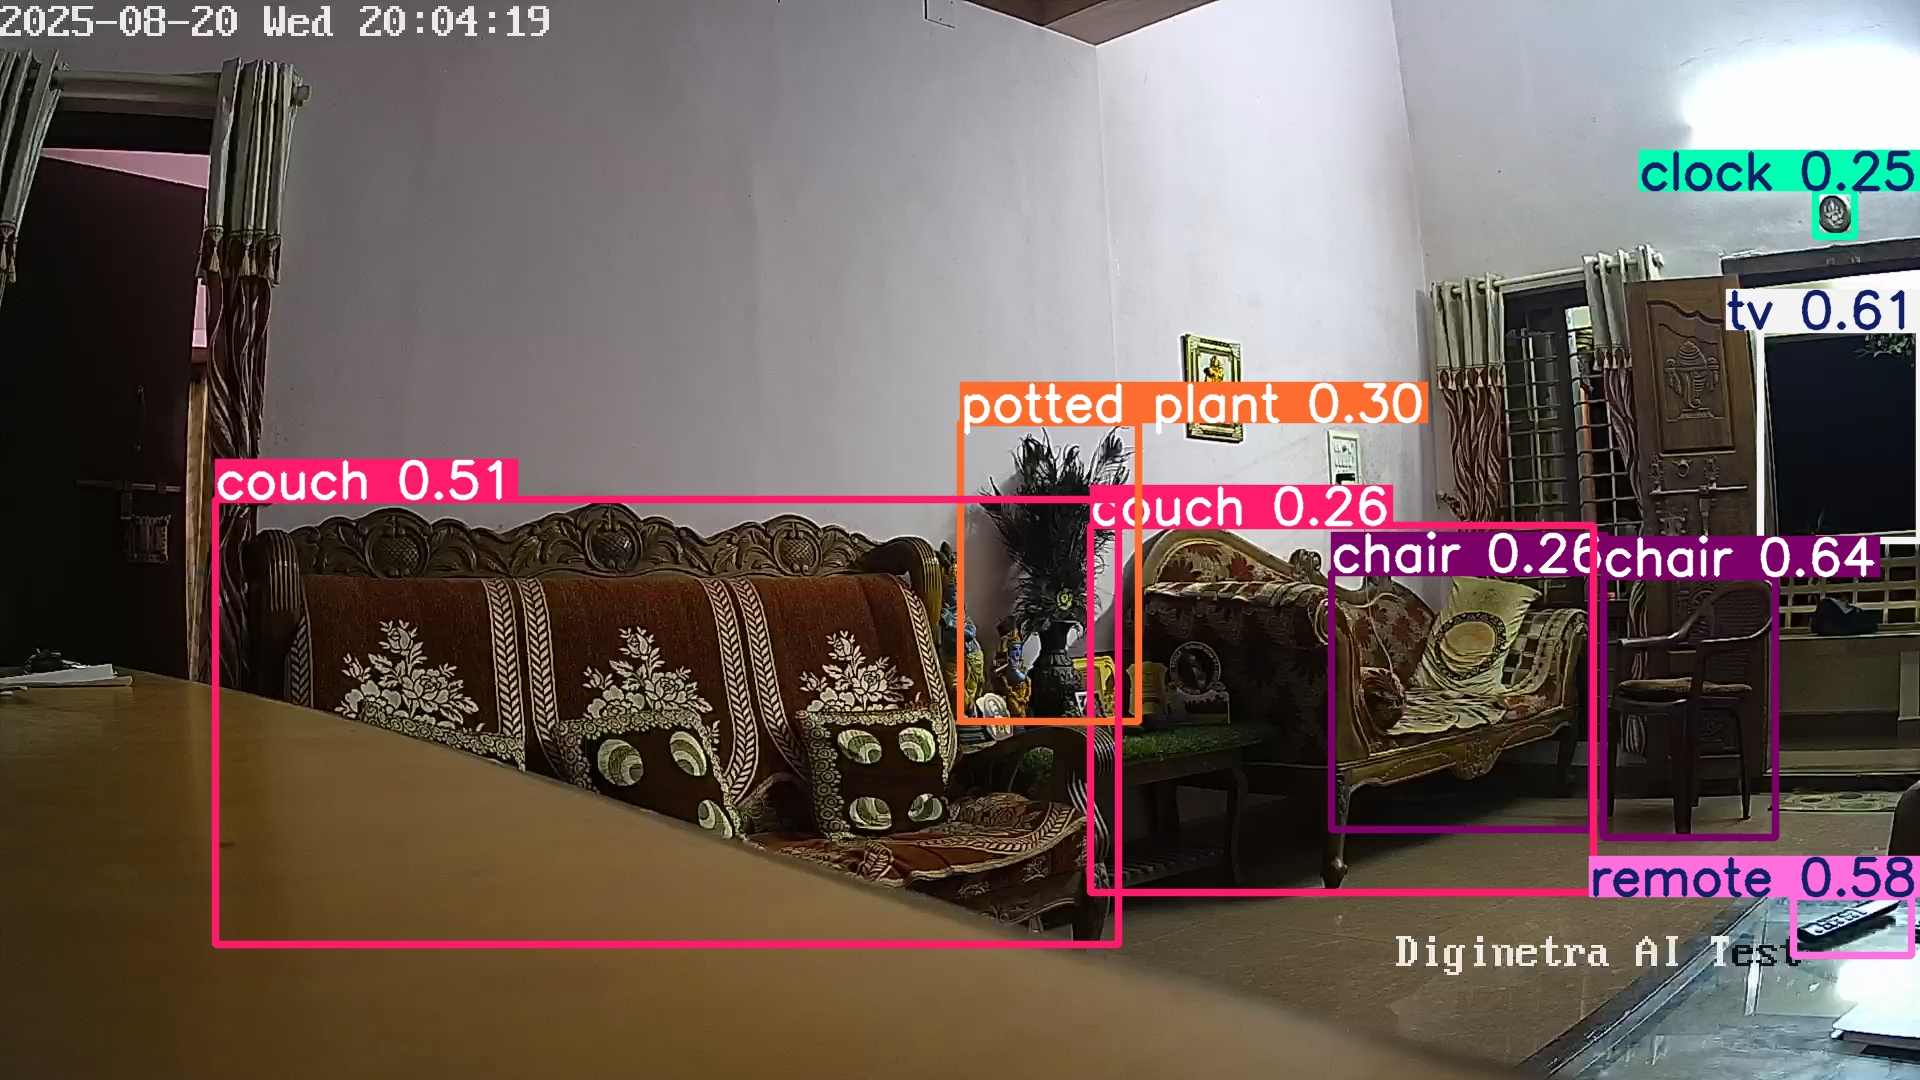 2025-08-20 Wed 20:04:19
clock 0.25
tv 0.61
potted plant 0.30
couch 0.51
couch 0.26
chair 0.26
chair 0.64
remote 0.58
Diginetra AI Test